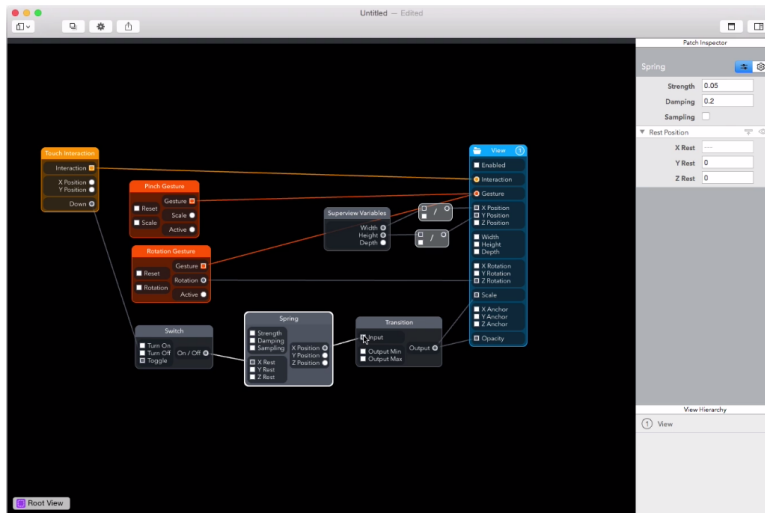 Untitled — Edited
Patch Inspector
Spring
Strength 0.05
Damping 0.2
Sampling
Rest Position
X Rest ---
Y Rest 0
Z Rest 0
View Hierarchy
1 View
Touch Interaction
Interaction
X Position
Y Position
Down
Pinch Gesture
Gesture
Reset
Scale
Scale
Active
Rotation Gesture
Gesture
Reset
Rotation
Rotation
Active
Superview Variables
Width
Height
Depth
/
/
Switch
Turn On
Turn Off
On / Off
Toggle
Spring
Strength
Damping
Sampling
X Position
Y Position
Z Position
X Rest
Y Rest
Z Rest
Transition
Input
Output
Output Min
Output Max
View 1
Enabled
Interaction
Gesture
X Position
Y Position
Z Position
Width
Height
Depth
X Rotation
Y Rotation
Z Rotation
Scale
X Anchor
Y Anchor
Z Anchor
Opacity
Root View